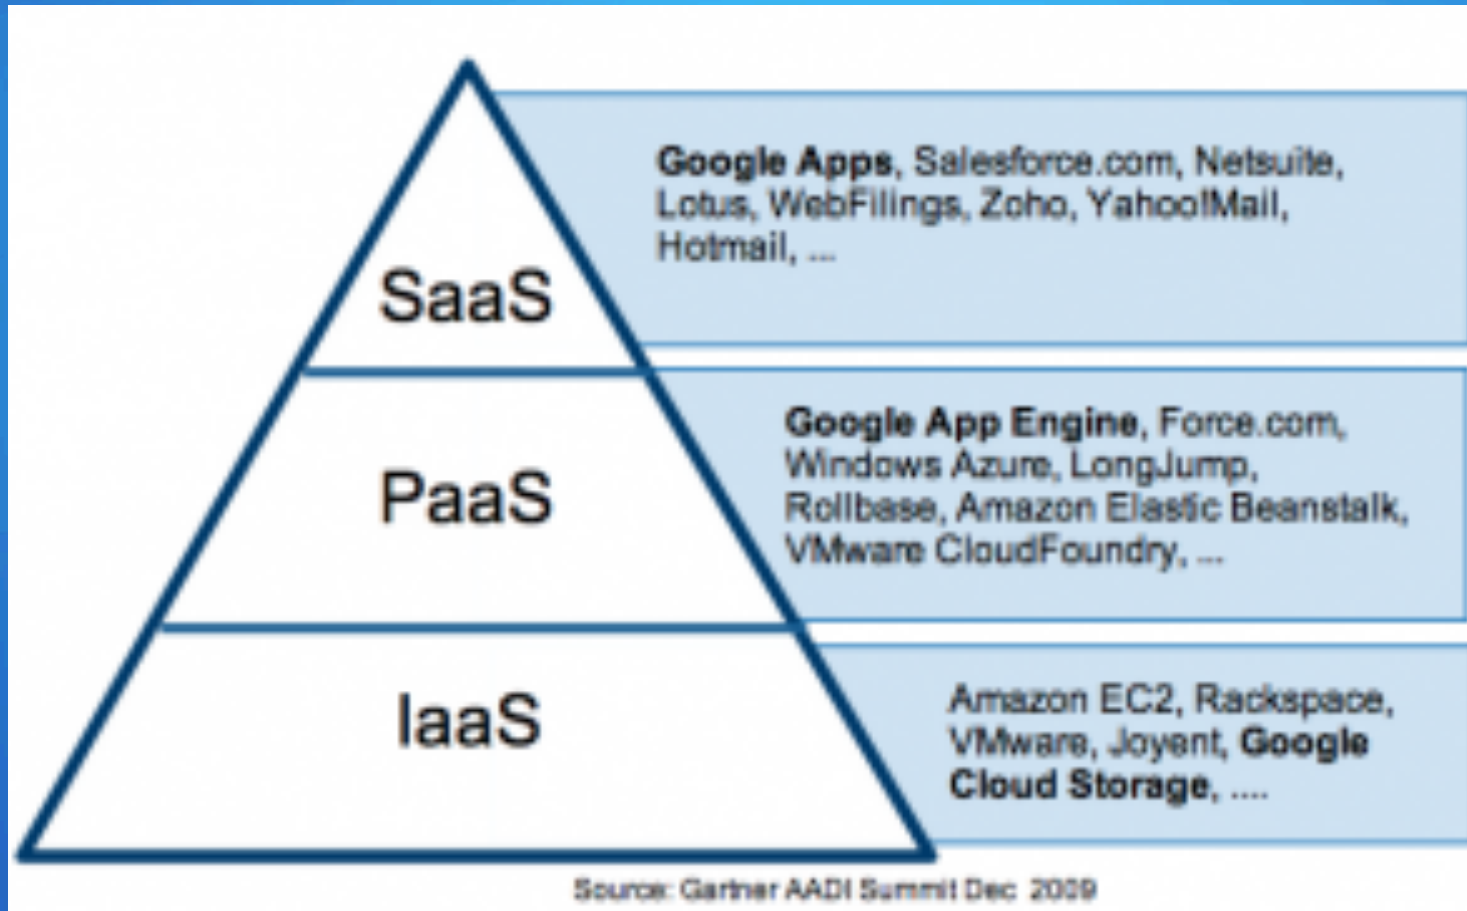 Google Apps, Salesforce.com, Netsuite,
Lotus, WebFilings, Zoho, Yahoo!Mail,
Hotmail, ...
SaaS
Google App Engine, Force.com,
Windows Azure, LongJump,
Rollbase, Amazon Elastic Beanstalk,
VMware CloudFoundry, ...
PaaS
Amazon EC2, Rackspace,
VMware, Joyent, Google
Cloud Storage, ....
IaaS
Source: Gartner AADI Summit Dec 2009